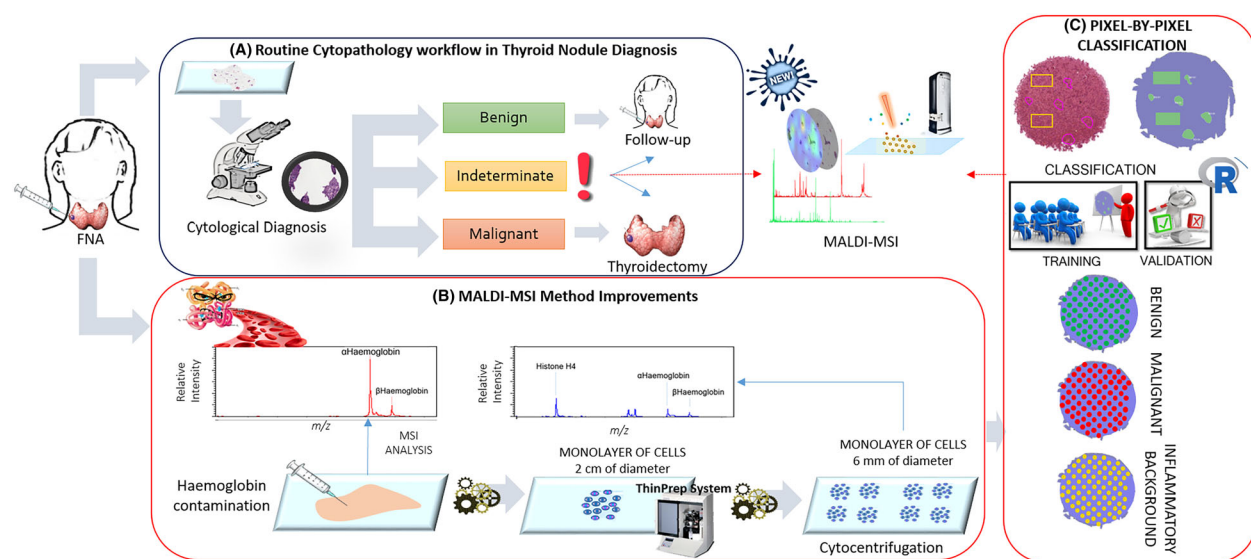 (A) Routine Cytopathology workflow in Thyroid Nodule Diagnosis
FNA
Cytological Diagnosis
Benign
Indeterminate
Malignant
Follow-up
Thyroidectomy
NEW!
MALDI-MSI
(B) MALDI-MSI Method Improvements
Relative
Intensity
αHaemoglobin
βHaemoglobin
m/z
MSI
ANALYSIS
Haemoglobin
contamination
Relative
Intensity
Histone H4
αHaemoglobin
βHaemoglobin
m/z
MONOLAYER OF CELLS
2 cm of diameter
ThinPrep System
MONOLAYER OF CELLS
6 mm of diameter
Cytocentrifugation
(C) PIXEL-BY-PIXEL
CLASSIFICATION
CLASSIFICATION
R
TRAINING
VALIDATION
BENIGN
MALIGNANT
INFLAMMATORY
BACKGROUND